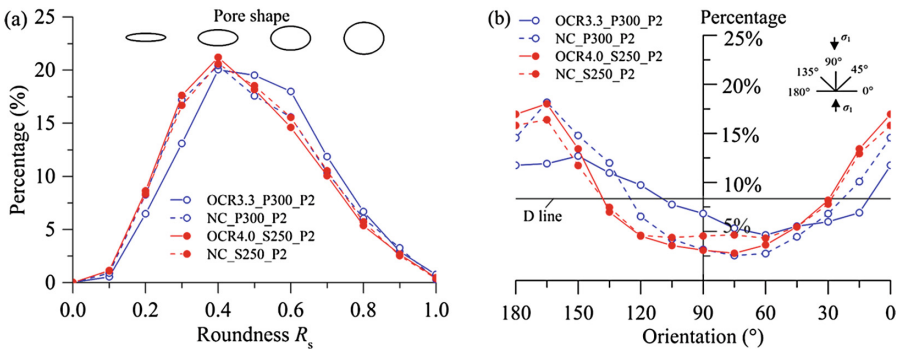 (a)
Pore shape
25
20
15
10
5
0
Percentage (%)
OCR3.3_P300_P2
NC_P300_P2
OCR4.0_S250_P2
NC_S250_P2
0.0 0.2 0.4 0.6 0.8 1.0
Roundness Rs
(b)
OCR3.3_P300_P2
NC_P300_P2
OCR4.0_S250_P2
NC_S250_P2
Percentage
25%
20%
15%
10%
5%
σ1
90°
135° 45°
180° 0°
σ1
D line
180 150 120 90 60 30 0
Orientation (°)